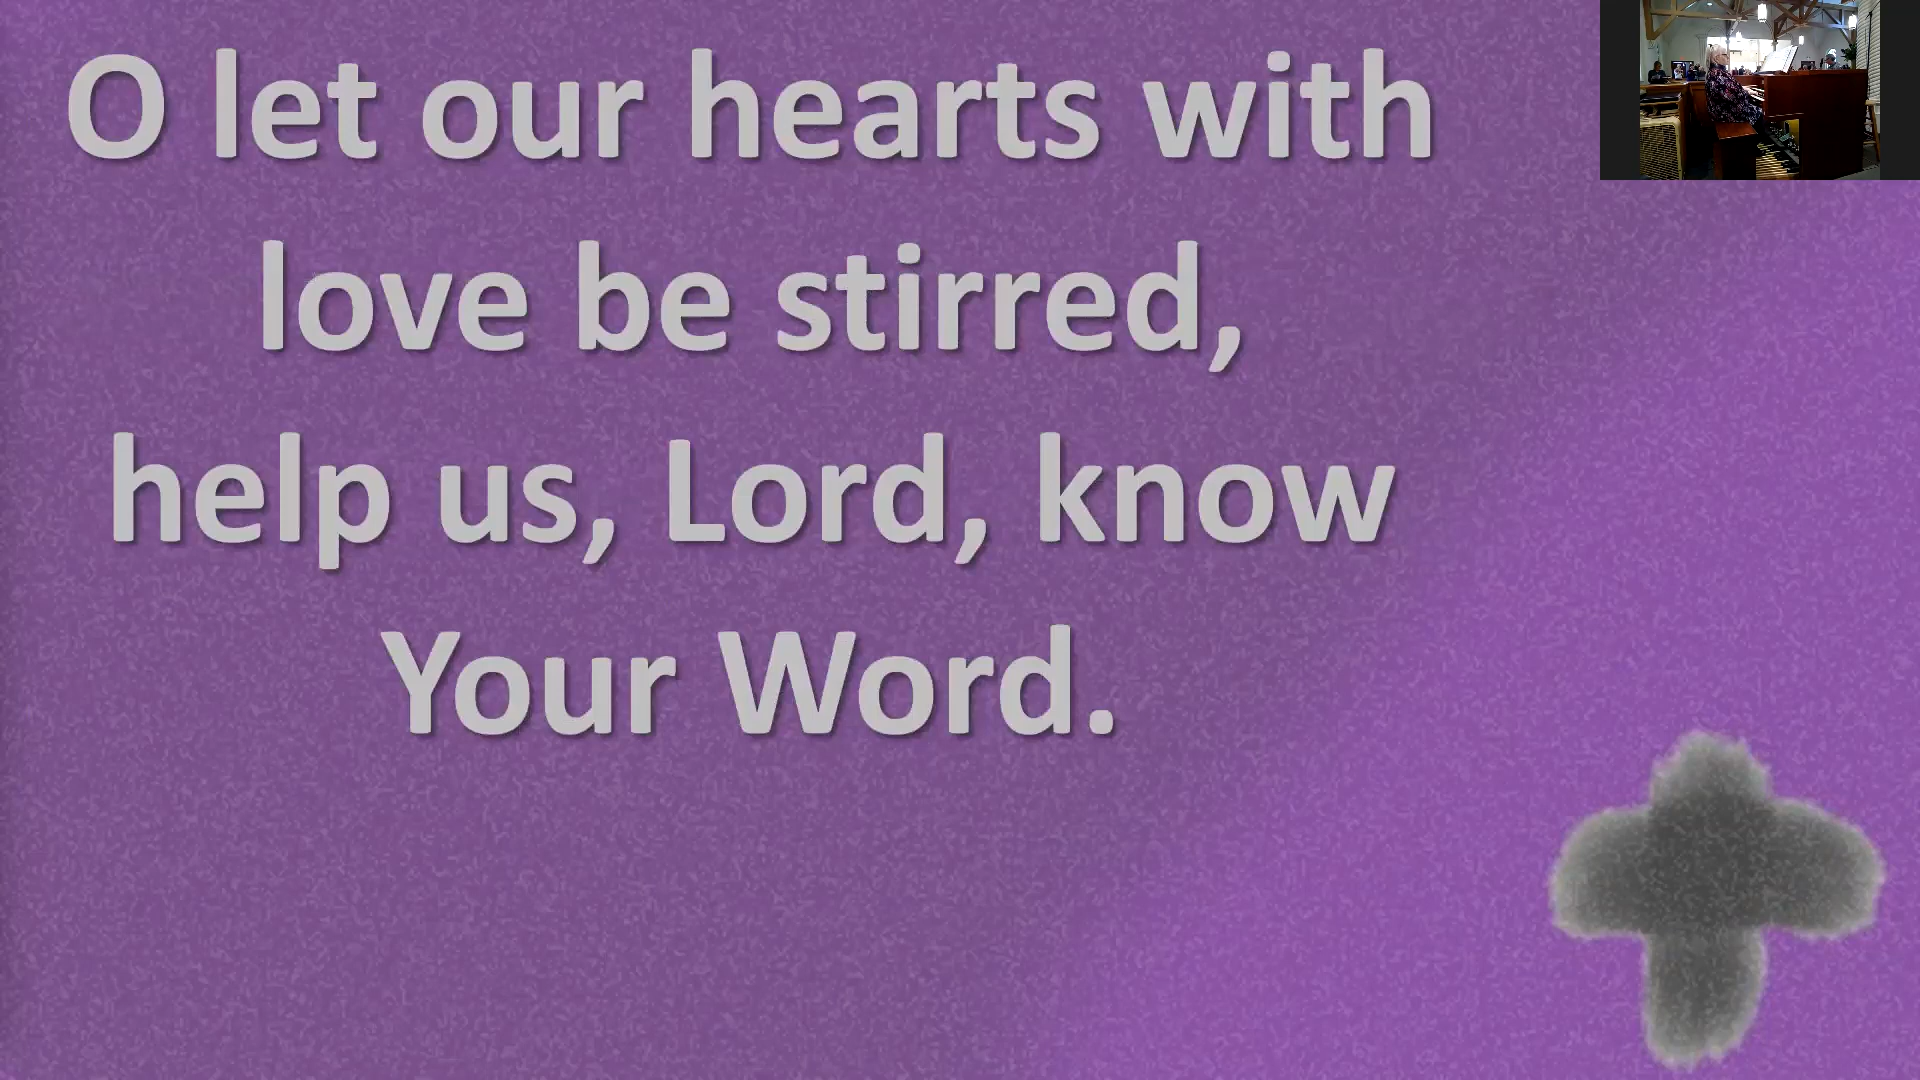 O let our hearts with
love be stirred,
help us, Lord, know
Your Word.